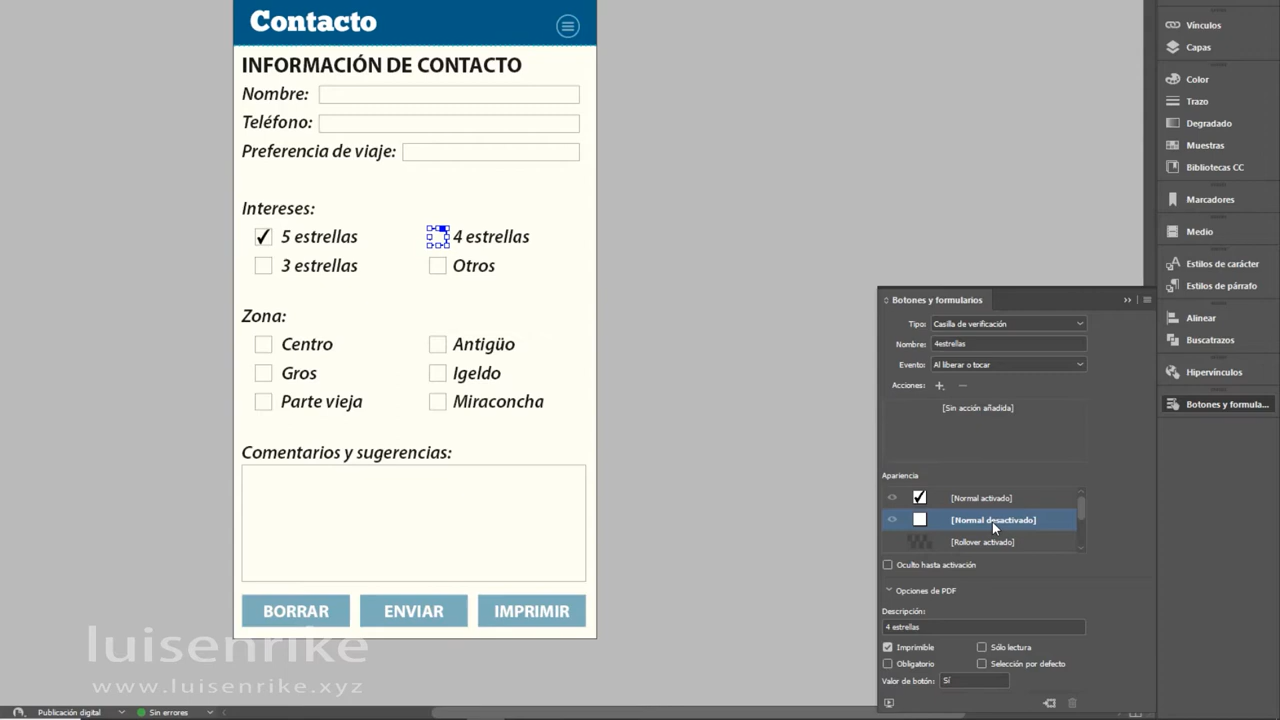 Contacto
INFORMACIÓN DE CONTACTO
Nombre:
Teléfono:
Preferencia de viaje:
Intereses:
5 estrellas
4 estrellas
3 estrellas
Otros
Zona:
Centro
Antigüo
Gros
Igeldo
Parte vieja
Miraconcha
Comentarios y sugerencias:
BORRAR
ENVIAR
IMPRIMIR
luisenrike
www.luisenrike.xyz
Publicación digital
Sin errores
Vínculos
Capas
Color
Trazo
Degradado
Muestras
Bibliotecas CC
Marcadores
Medio
Estilos de carácter
Estilos de párrafo
Alinear
Buscatrazos
Hipervínculos
Botones y formula...
Botones y formularios
Tipo: Casilla de verificación
Nombre: 4estrellas
Evento: Al liberar o tocar
Acciones:
[Sin acción añadida]
Apariencia
[Normal activado]
[Normal desactivado]
[Rollover activado]
Oculto hasta activación
Opciones de PDF
Descripción:
4 estrellas
Imprimible
Sólo lectura
Obligatorio
Selección por defecto
Valor de botón: Sí